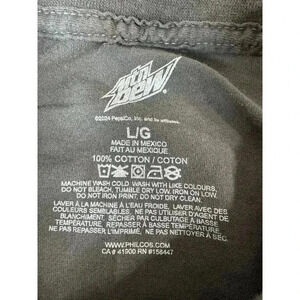 mtn
DEW
©2024 PepsiCo, Inc. and its affiliates.
L/G
MADE IN MEXICO
FAIT AU MEXIQUE
100% COTTON / COTON
MACHINE WASH COLD WASH WITH LIKE COLOURS,
DO NOT BLEACH, TUMBLE DRY LOW, IRON IF NEEDED,
DO NOT IRON PRINT, DO NOT DRY CLEAN.
LAVER À LA MACHINE À L'EAU FROIDE, LAVER AVEC
COULEURS SEMBLABLES, NE PAS UTILISER D'AGENT DE
BLANCHIMENT, SÉCHER PAR CULBUTAGE À BASSE
TEMPÉRATURE, REPASSER À BASSE TEMPÉRATURE
NE PAS REPASSER L'IMPRIMÉ, NE PAS NETTOYER À SEC.
WWW.PHILCOS.COM
CA # 41900 RN #158447